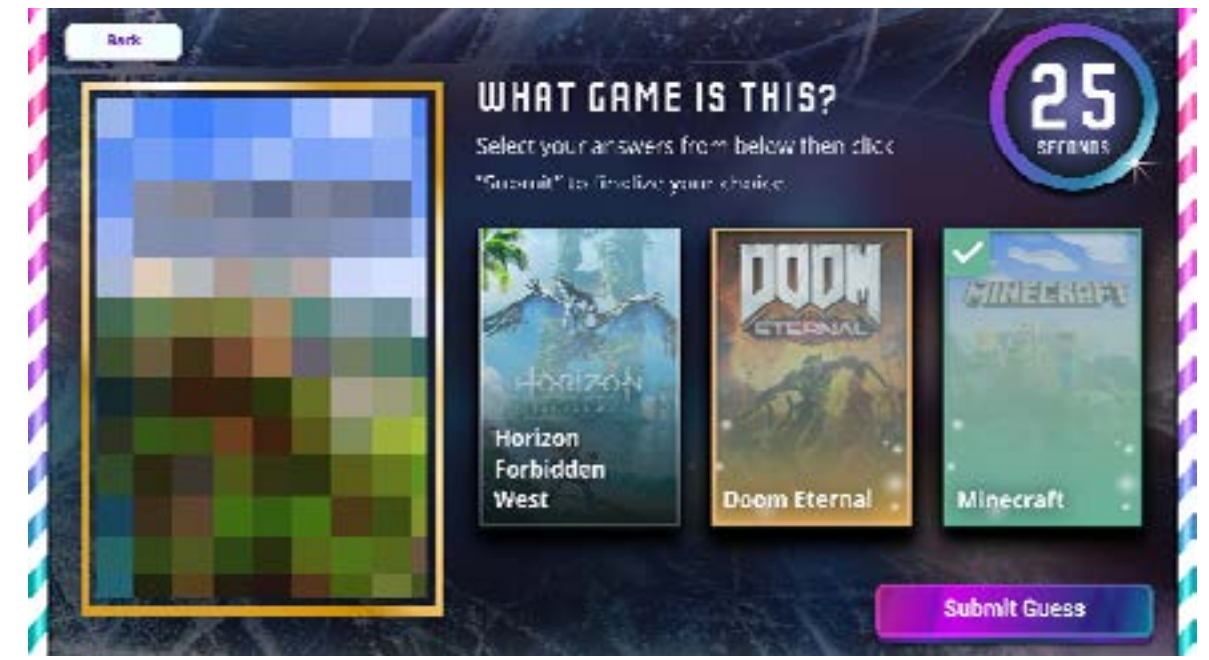 Back
WHAT GAME IS THIS?
Select your answers from below then click
"Submit" to finalize your choice
25
SECONDS
HORIZON
Horizon
Forbidden
West
DOOM
ETERNAL
Doom Eternal
MINECRAFT
Minecraft
Submit Guess